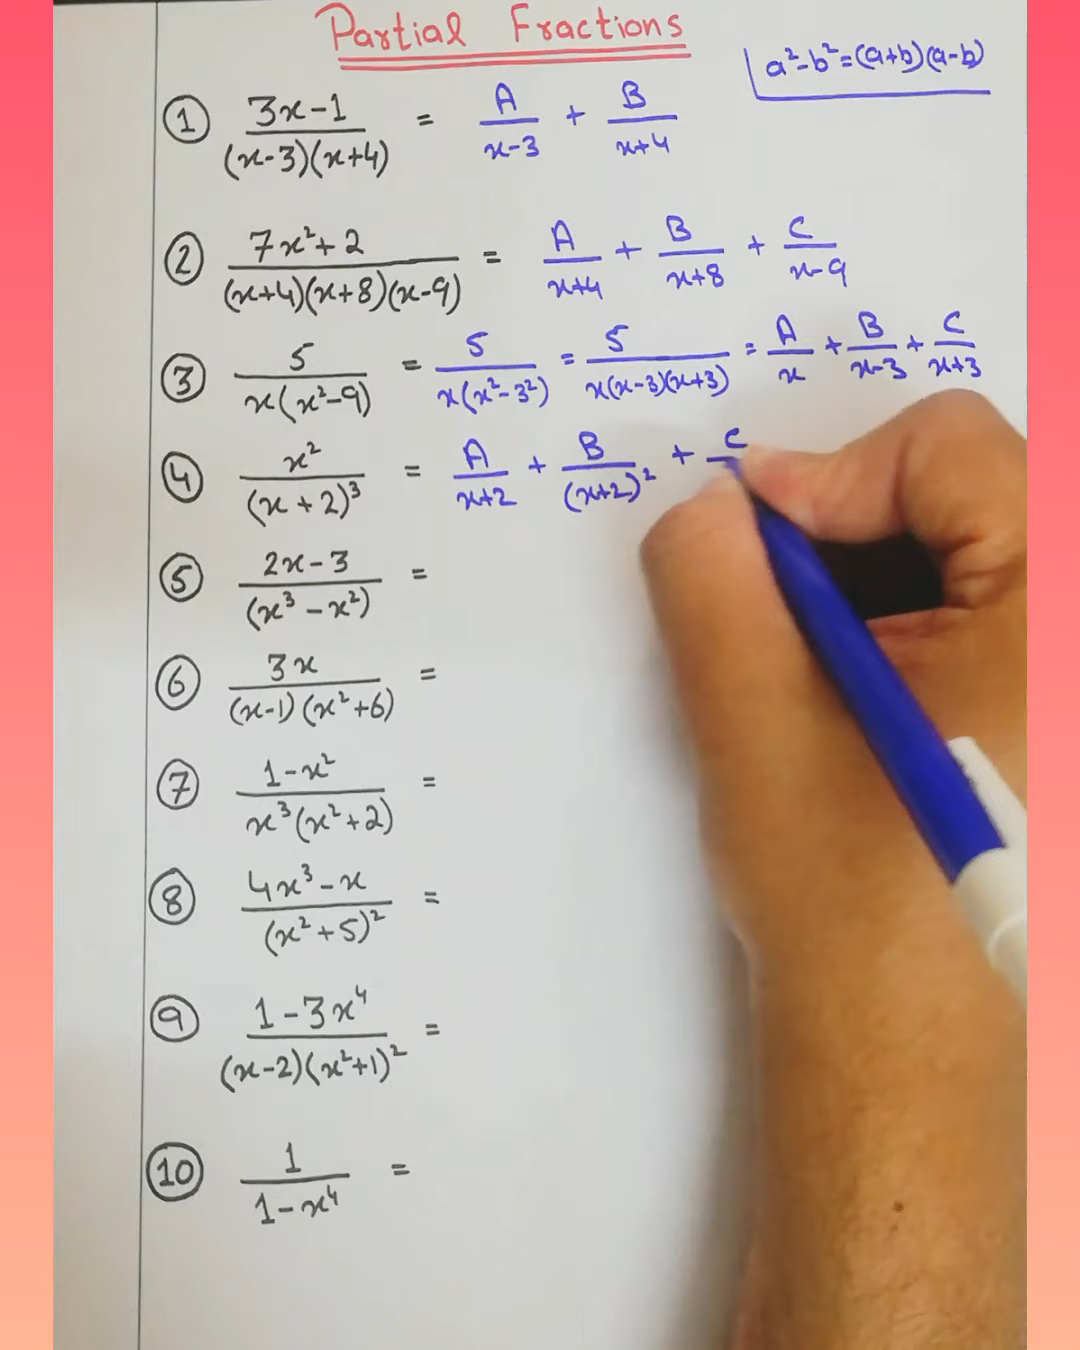 Partial Fractions
a²-b²=(a+b)(a-b)
① 3x-1/(x-3)(x+4) = A/x-3 + B/x+4
② 7x²+2/(x+4)(x+8)(x-9) = A/x+4 + B/x+8 + C/x-9
③ 5/x(x²-9) = 5/x(x²-3²) = 5/x(x-3)(x+3) = A/x + B/x-3 + C/x+3
④ x²/(x+2)³ = A/x+2 + B/(x+2)² + C
⑤ 2x-3/(x³-x²) =
⑥ 3x/(x-1)(x²+6) =
⑦ 1-x²/x³(x²+2) =
⑧ 4x³-x/(x²+5)² =
⑨ 1-3x⁴/(x-2)(x²+1)² =
⑩ 1/1-x⁴ =